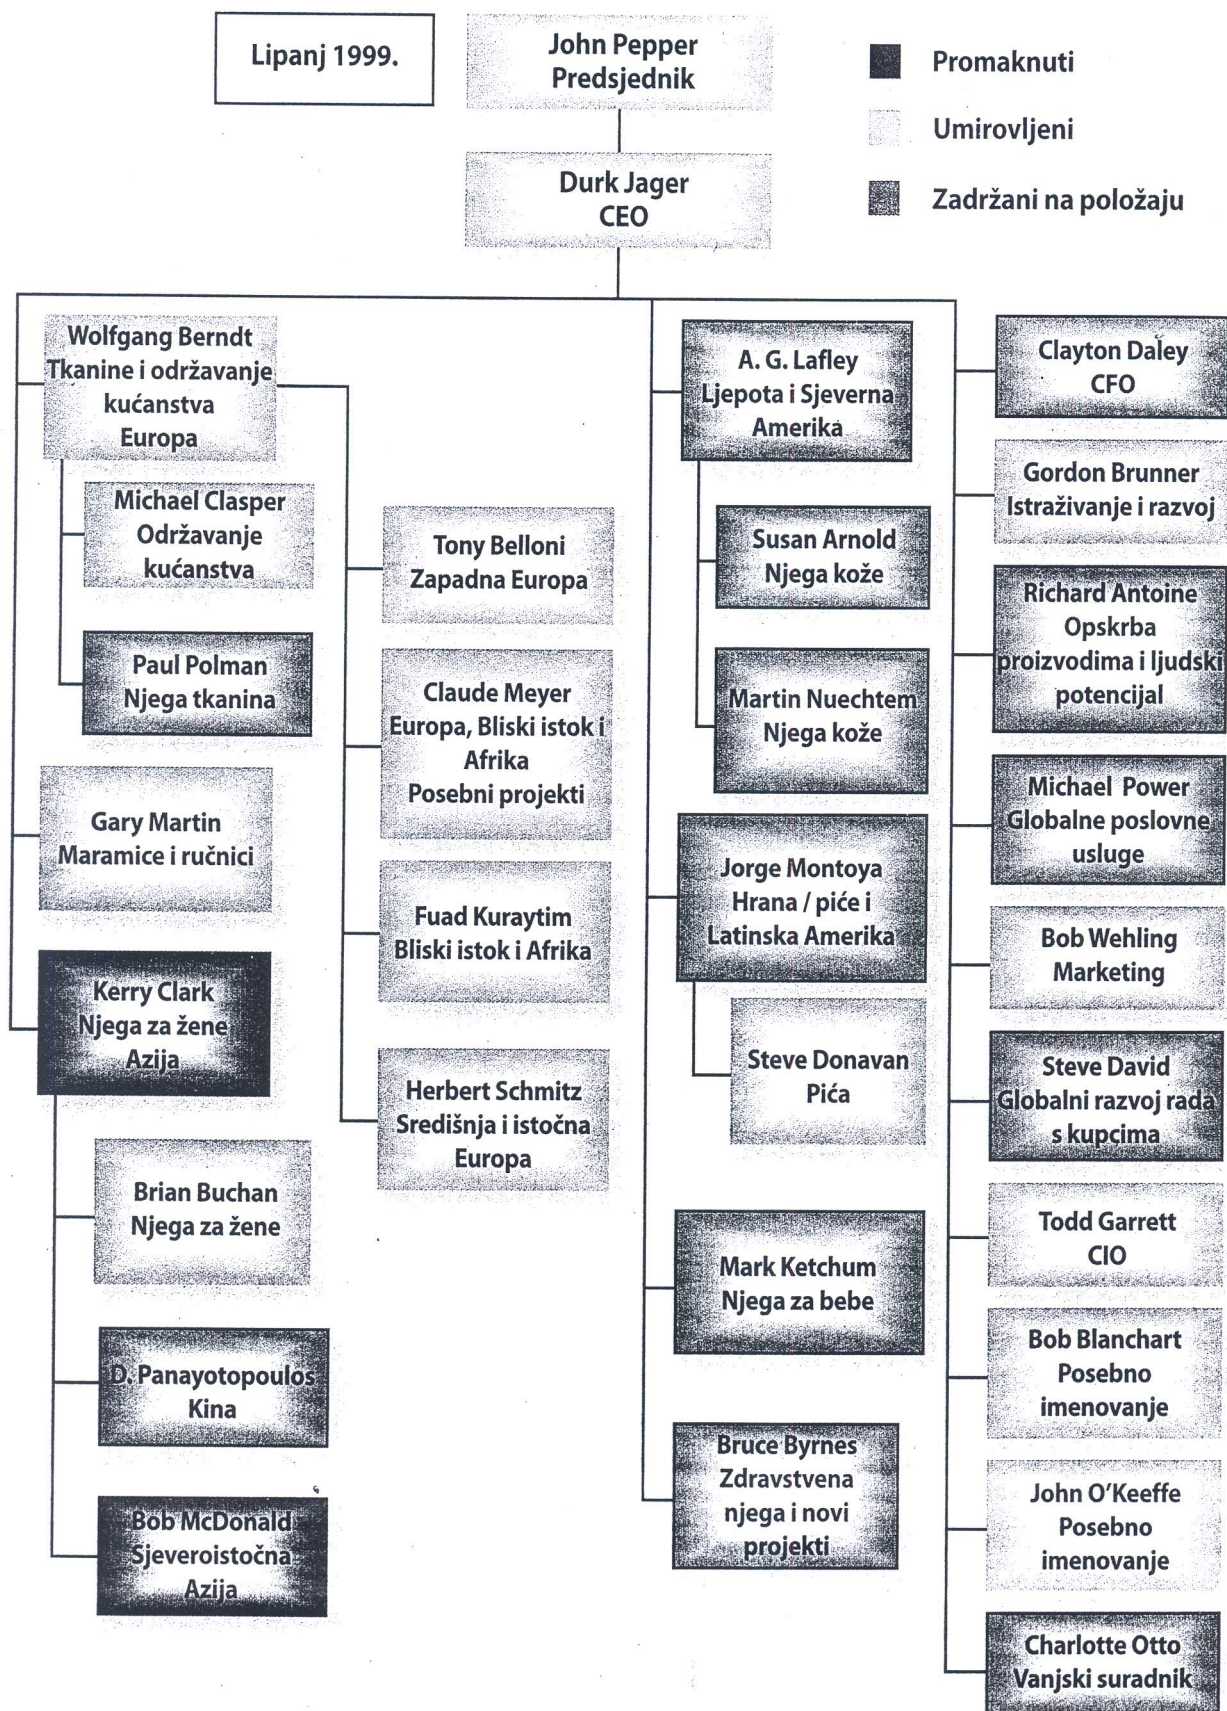 Lipanj 1999.
John Pepper
Predsjednik
Promaknuti
Umirovljeni
Zadržani na položaju
Durk Jager
CEO
Wolfgang Berndt
Tkanine i održavanje
kućanstva
Europa
Michael Clasper
Održavanje
kućanstva
Paul Polman
Njega tkanina
Gary Martin
Maramice i ručnici
Kerry Clark
Njega za žene
Azija
Brian Buchan
Njega za žene
D. Panayotopoulos
Kina
Bob McDonald
Sjeveroistočna
Azija
Tony Belloni
Zapadna Europa
Claude Meyer
Europa, Bliski istok i
Afrika
Posebni projekti
Fuad Kuraytim
Bliski istok i Afrika
Herbert Schmitz
Središnja i istočna
Europa
A. G. Lafley
Ljepota i Sjeverna
Amerika
Susan Arnold
Njega kože
Martin Nuechtem
Njega kože
Jorge Montoya
Hrana / piće i
Latinska Amerika
Steve Donavan
Pića
Mark Ketchum
Njega za bebe
Bruce Byrnes
Zdravstvena
njega i novi
projekti
Clayton Daley
CFO
Gordon Brunner
Istraživanje i razvoj
Richard Antoine
Opskrba
proizvodima i ljudski
potencijal
Michael Power
Globalne poslovne
usluge
Bob Wehling
Marketing
Steve David
Globalni razvoj rada
s kupcima
Todd Garrett
CIO
Bob Blanchart
Posebno
imenovanje
John O'Keeffe
Posebno
imenovanje
Charlotte Otto
Vanjski suradnik